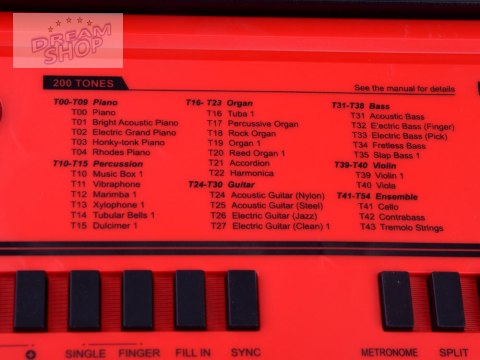 DREAM
SHOP
200 TONES
See the manual for details
T00-T09 Piano
T00 Piano
T01 Bright Acoustic Piano
T02 Electric Grand Piano
T03 Honky-tonk Piano
T04 Rhodes Piano
T10-T15 Percussion
T10 Music Box 1
T11 Vibraphone
T12 Marimba 1
T13 Xylophone 1
T14 Tubular Bells 1
T15 Dulcimer 1
T16- T23 Organ
T16 Tuba 1
T17 Percussive Organ
T18 Rock Organ
T19 Organ 1
T20 Reed Organ 1
T21 Accordion
T22 Harmonica
T24-T30 Guitar
T24 Acoustic Guitar (Nylon)
T25 Acoustic Guitar (Steel)
T26 Electric Guitar (Jazz)
T27 Electric Guitar (Clean) 1
T31-T38 Bass
T31 Acoustic Bass
T32 E'ectric Bass (Finger)
T33 Electric Bass (Pick)
T34 Fretless Bass
T35 Slap Bass 1
T39-T40 Violin
T39 Violin 1
T40 Viola
T41-T54 Ensemble
T41 Cello
T42 Contrabass
T43 Tremolo Strings
SINGLE FINGER FILL IN SYNC METRONOME SPLIT